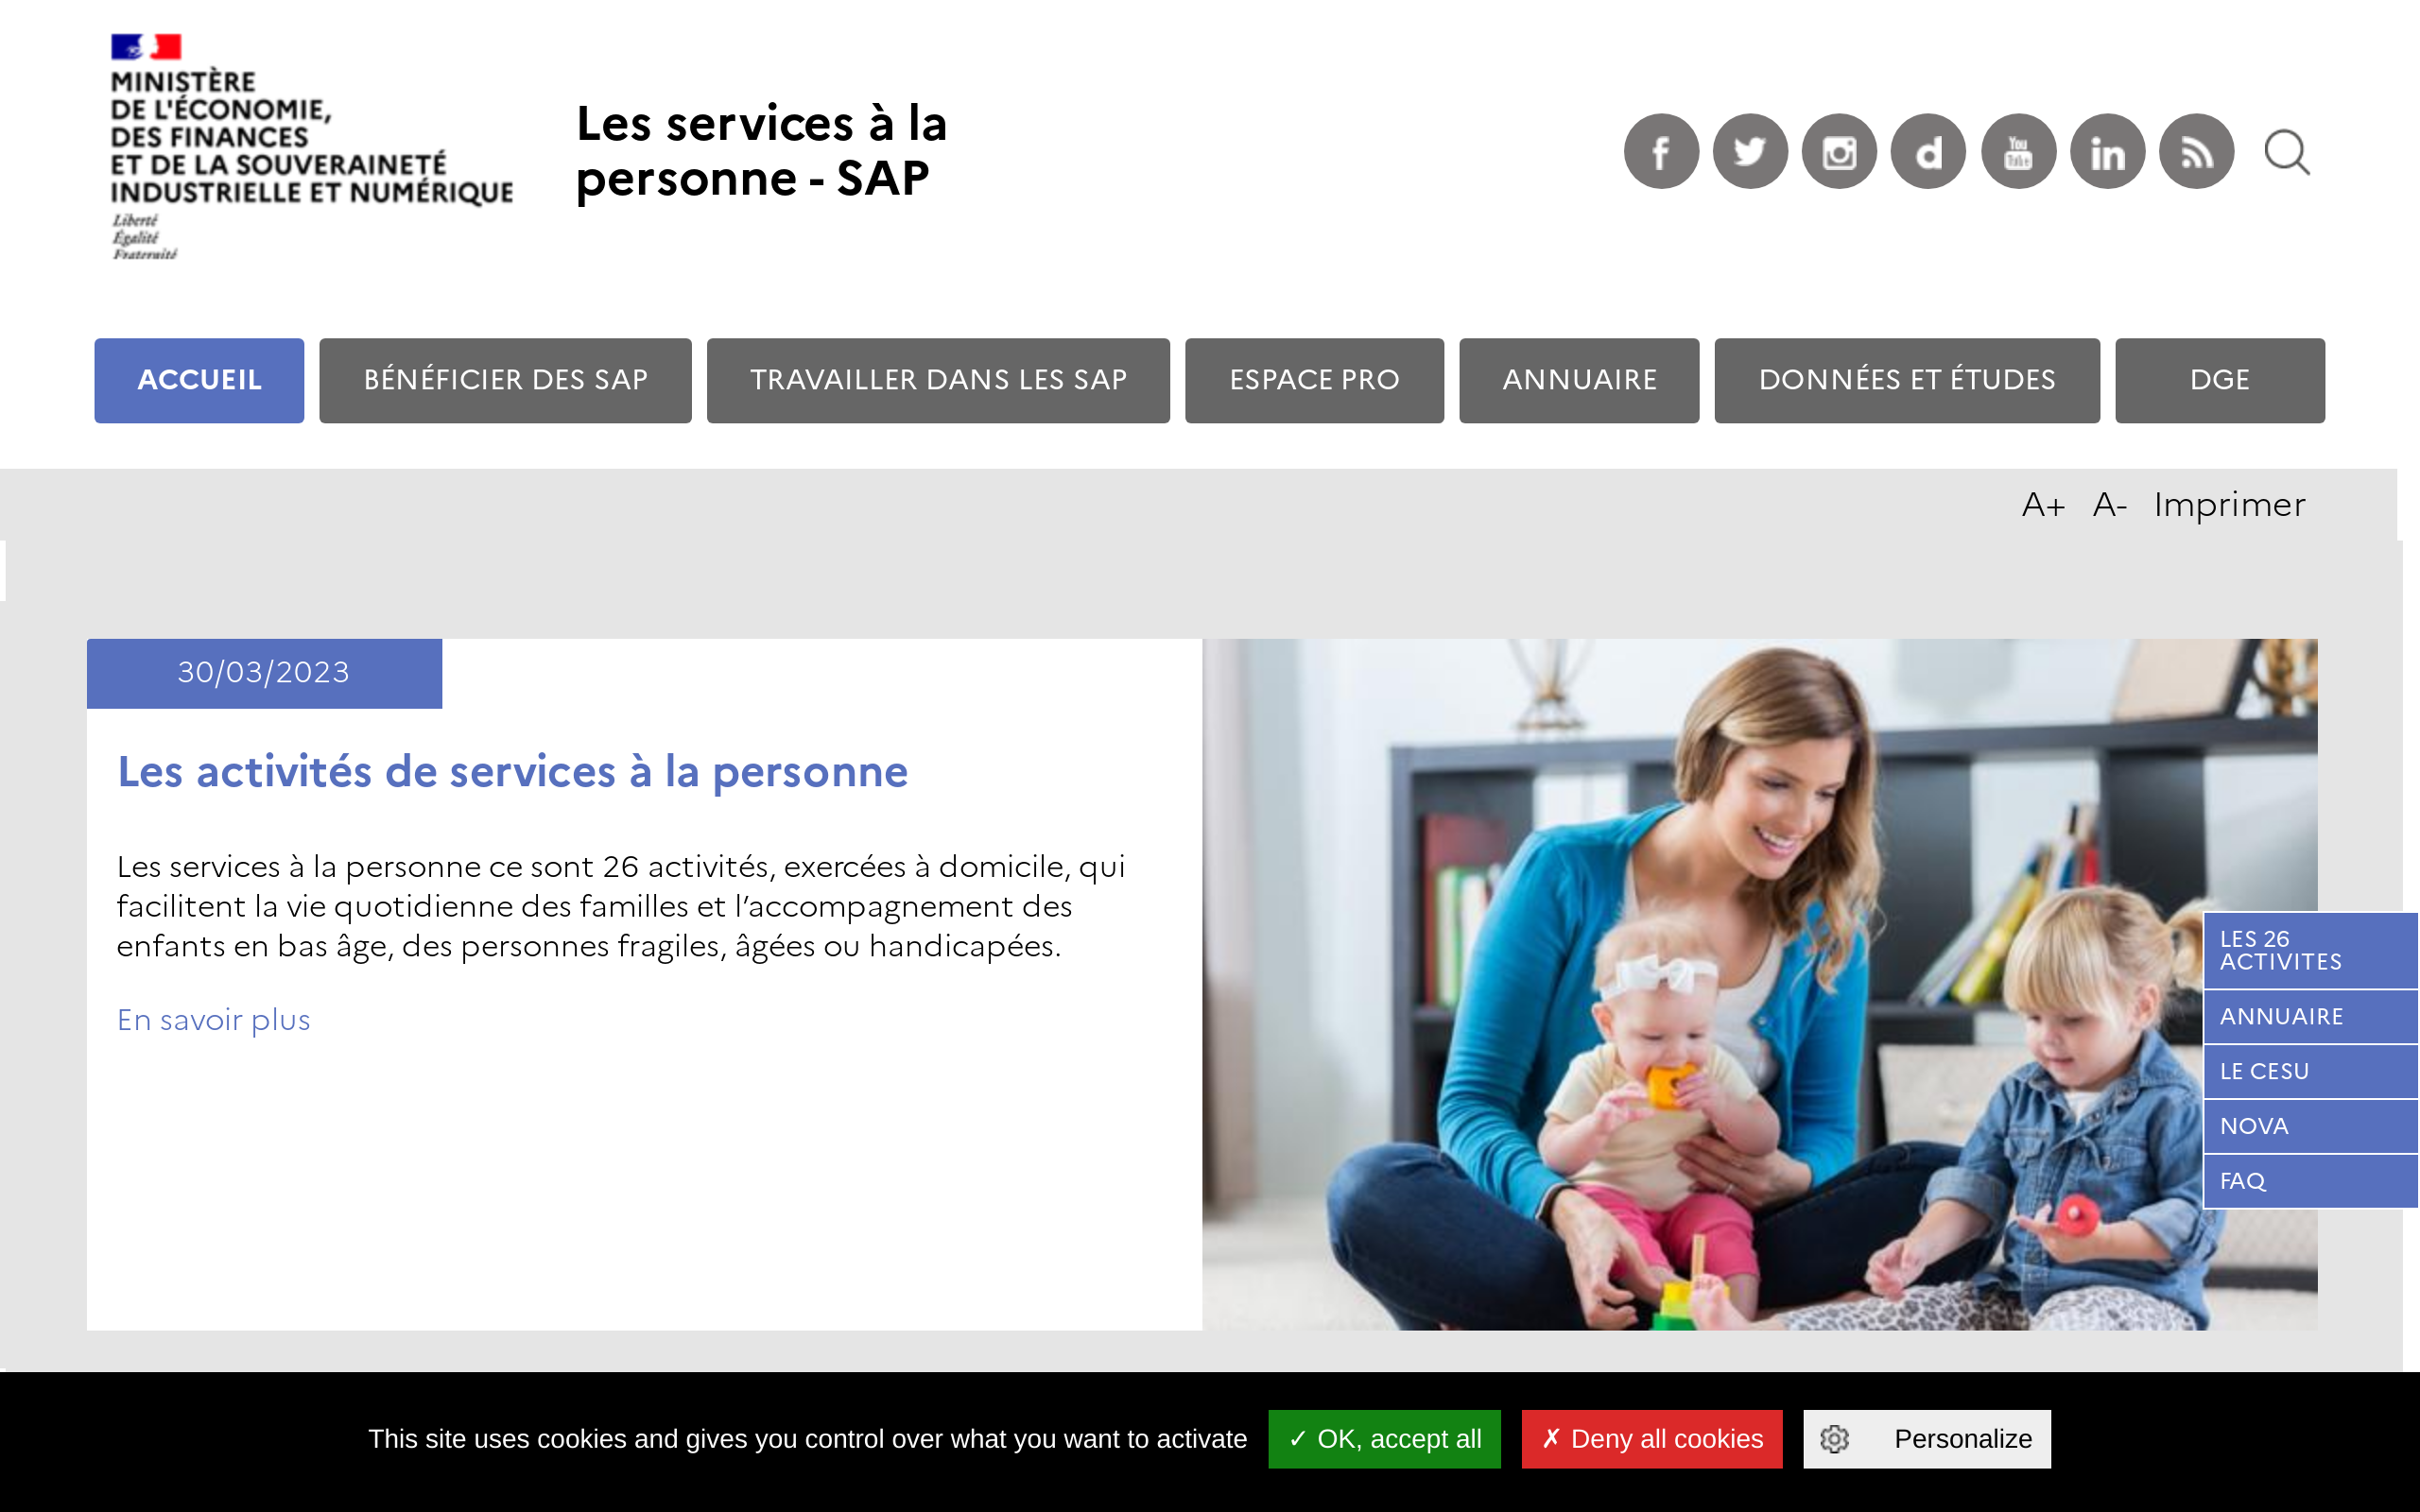 MINISTÈRE
DE L'ÉCONOMIE,
DES FINANCES
ET DE LA SOUVERAINETÉ
INDUSTRIELLE ET NUMÉRIQUE
Liberté
Égalité
Fraternité
Les services à la
personne - SAP
You
Tube
in
ACCUEIL
BÉNÉFICIER DES SAP
TRAVAILLER DANS LES SAP
ESPACE PRO
ANNUAIRE
DONNÉES ET ÉTUDES
DGE
A+ A- Imprimer
30/03/2023
Les activités de services à la personne
Les services à la personne ce sont 26 activités, exercées à domicile, qui
facilitent la vie quotidienne des familles et l’accompagnement des
enfants en bas âge, des personnes fragiles, âgées ou handicapées.
En savoir plus
LES 26
ACTIVITES
ANNUAIRE
LE CESU
NOVA
FAQ
This site uses cookies and gives you control over what you want to activate
✓ OK, accept all
✗ Deny all cookies
Personalize